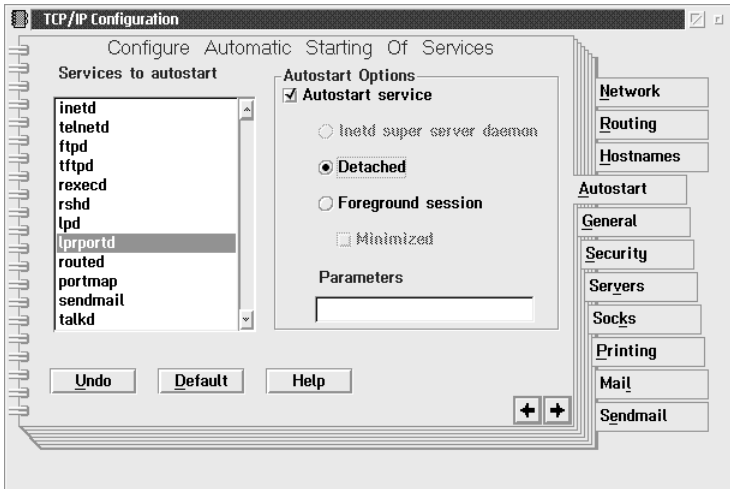 TCP/IP Configuration
Configure Automatic Starting Of Services
Services to autostart
inetd
telnetd
ftpd
tftpd
rexecd
rshd
lpd
lprportd
routed
portmap
sendmail
talkd
Autostart Options
Autostart service
Inetd super server daemon
Detached
Foreground session
Minimized
Parameters
Undo
Default
Help
Network
Routing
Hostnames
Autostart
General
Security
Servers
Socks
Printing
Mail
Sendmail